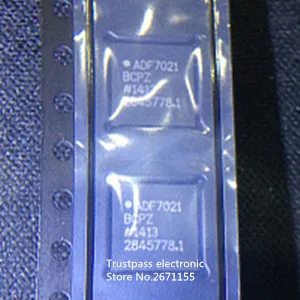 ADF7021
BCPZ
#1413
2845778.1
ADF7021
BCPZ
#1413
2845778.1
Trustpass electronic
Store No.2671155